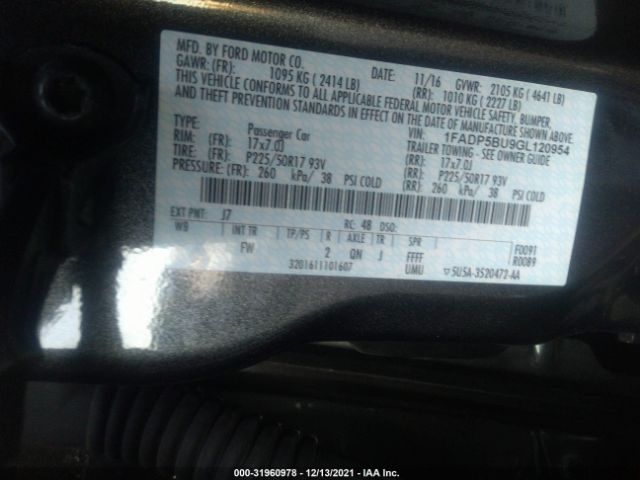 MFD. BY FORD MOTOR CO.
DATE: 11/16 GVWR: 2105 KG ( 4641 LB)
GAWR: (FR): 1095 KG ( 2414 LB) (RR): 1010 KG ( 2227 LB)
THIS VEHICLE CONFORMS TO ALL APPLICABLE FEDERAL MOTOR VEHICLE SAFETY, BUMPER,
AND THEFT PREVENTION STANDARDS IN EFFECT ON THE DATE OF MANUFACTURE SHOWN ABOVE.
VIN: 1FADP5BU9GL120954
TYPE: Passenger Car TRAILER TOWING - SEE OWNER GUIDE
RIM: (FR): 17x7.0J (RR): 17x7.0J
TIRE: (FR): P225/50R17 93V (RR): P225/50R17 93V
PRESSURE: (FR): 260 kPa/ 38 PSI COLD (RR): 260 kPa/ 38 PSI COLD
EXT PNT: J7 RC: 48 DSO:
WB INT TR TP/PS R AXLE TR SPR
FW 2 QN J FFFF
UMU
F0091
R0089
3201611101607
5USA-3520472-AA
000-31960978 - 12/13/2021 - IAA Inc.